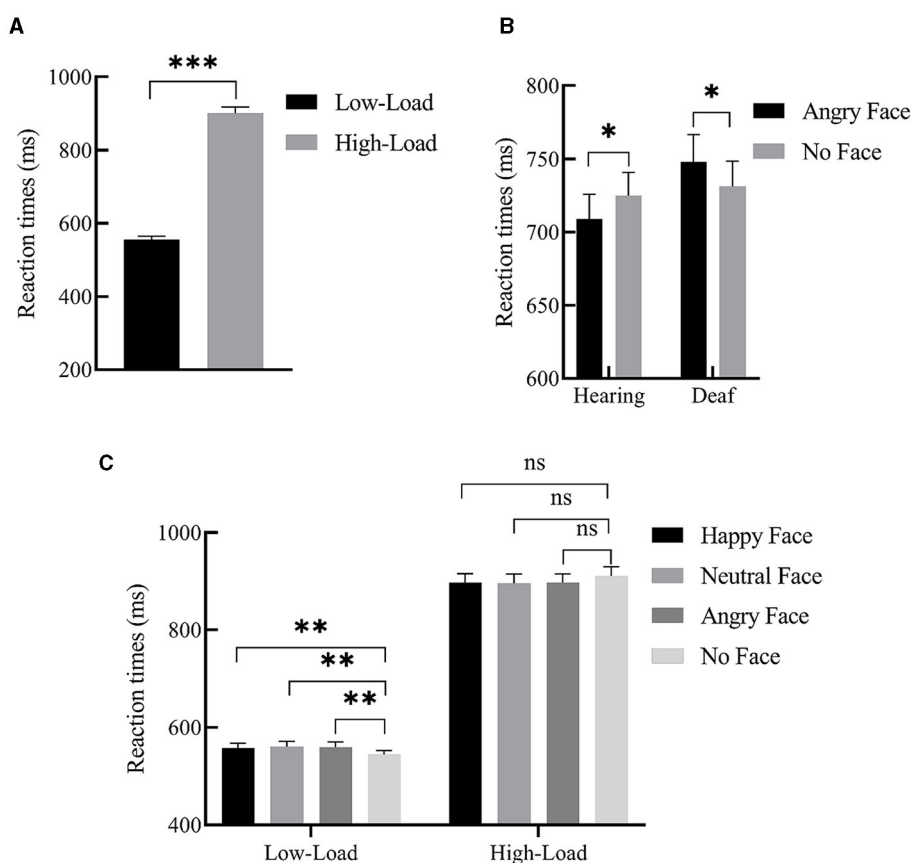 A
B
***
1000
800
600
400
200
Reaction times (ms)
Low-Load
High-Load
*
*
800
750
700
650
600
Reaction times (ms)
Hearing
Deaf
Angry Face
No Face
C
ns
ns
ns
**
**
**
1000
800
600
400
Reaction times (ms)
Low-Load
High-Load
Happy Face
Neutral Face
Angry Face
No Face